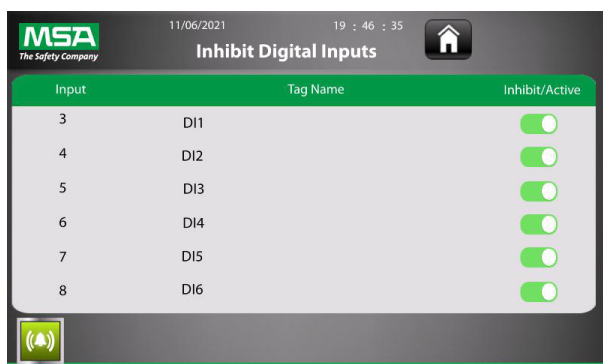 MSA
The Safety Company
11/06/2021 19 : 46 : 35
Inhibit Digital Inputs
Input Tag Name Inhibit/Active
3 DI1
4 DI2
5 DI3
6 DI4
7 DI5
8 DI6